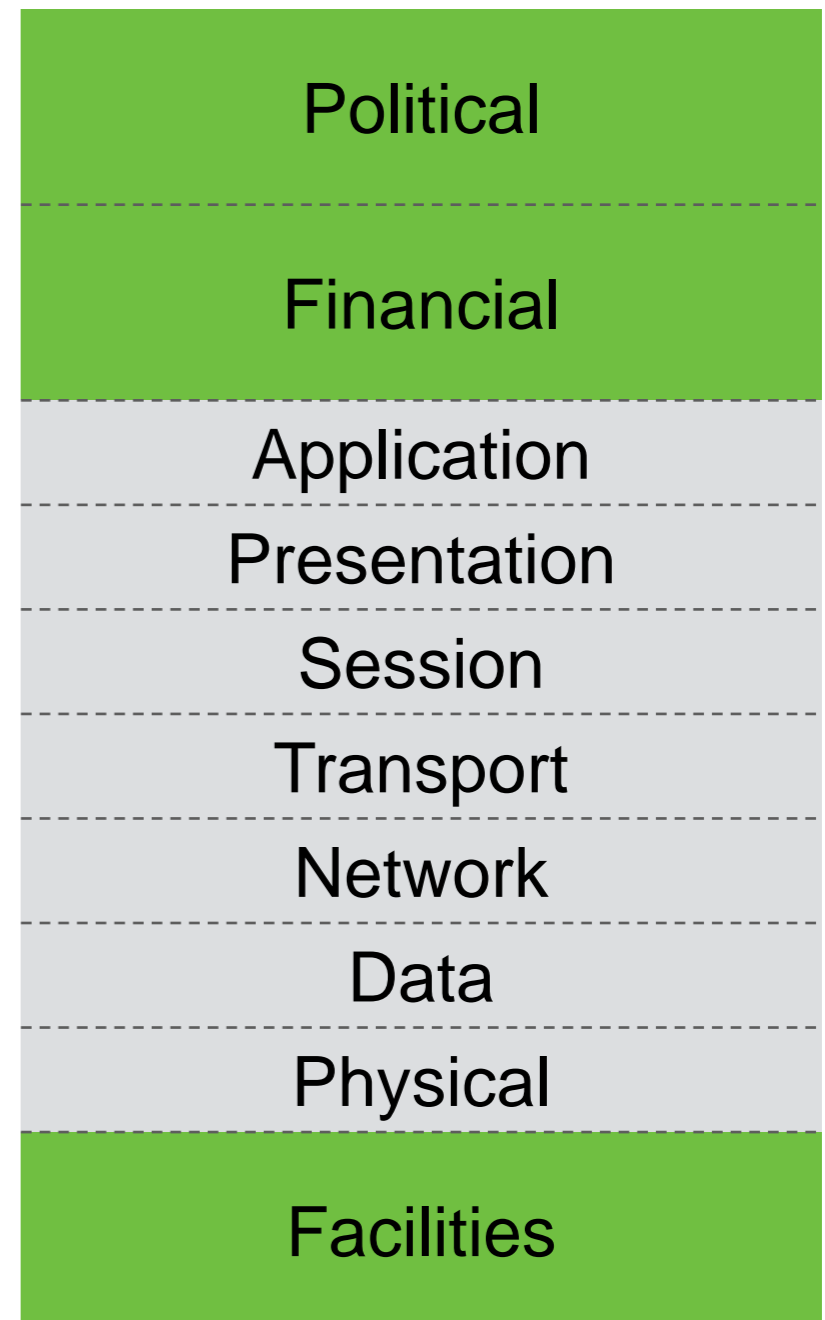 Political
Financial
Application
Presentation
Session
Transport
Network
Data
Physical
Facilities